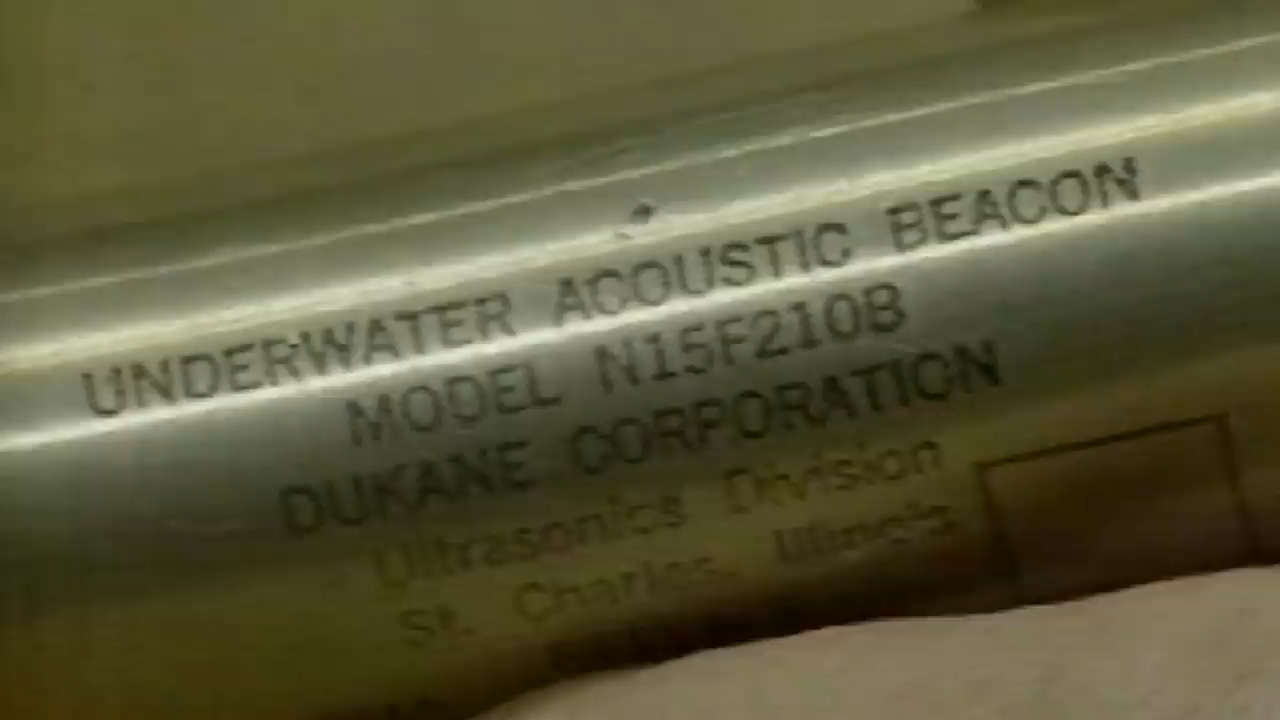 UNDERWATER ACOUSTIC BEACON
MODEL N15F210B
DUKANE CORPORATION
Ultrasonics Division
St. Charles, Illinois